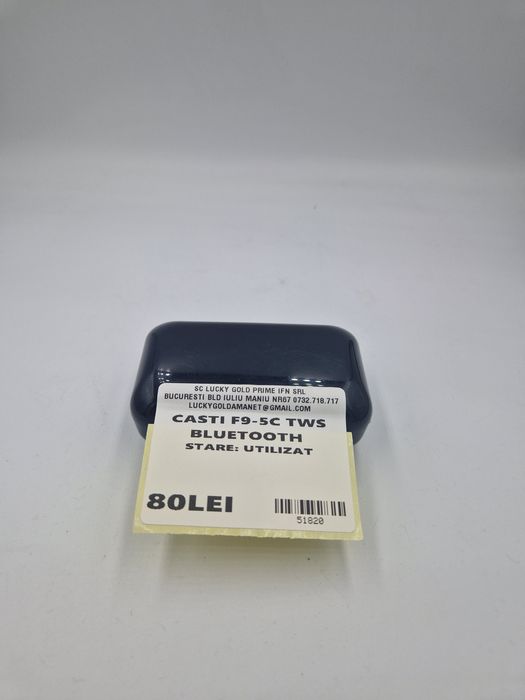 SC LUCKY GOLD PRIME IFN SRL
BUCURESTI BLD IULIU MANIU NR67 0732.718.717
LUCKYGOLDAMANET@GMAIL.COM
CASTI F9-5C TWS
BLUETOOTH
STARE: UTILIZAT
80LEI
51820